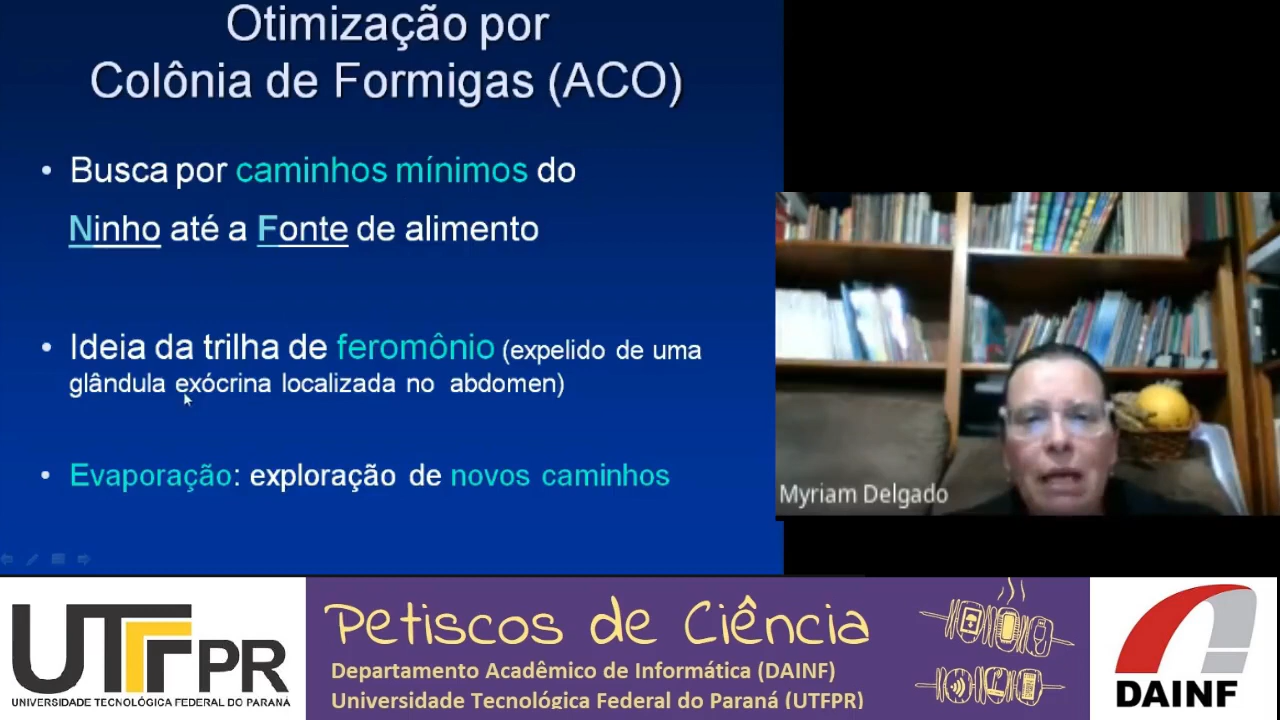 Otimização por
Colônia de Formigas (ACO)
• Busca por caminhos mínimos do
Ninho até a Fonte de alimento
• Ideia da trilha de feromônio (expelido de uma
glândula exócrina localizada no abdomen)
• Evaporação: exploração de novos caminhos
Myriam Delgado
UTFPR
UNIVERSIDADE TECNOLÓGICA FEDERAL DO PARANÁ
Petiscos de Ciência
Departamento Acadêmico de Informática (DAINF)
Universidade Tecnológica Federal do Paraná (UTFPR)
DAINF